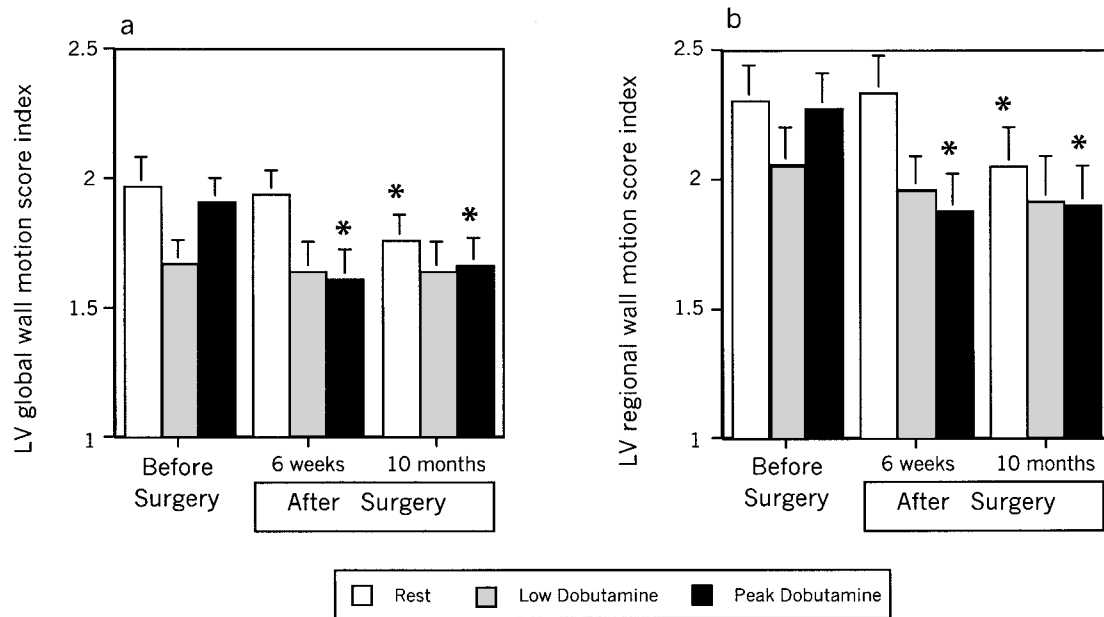 a
LV global wall motion score index
2.5
2
1.5
1
*
*
*
Before
Surgery
6 weeks
10 months
After Surgery
b
LV regional wall motion score index
2.5
2
1.5
1
*
*
*
Before
Surgery
6 weeks
10 months
After Surgery
Rest
Low Dobutamine
Peak Dobutamine